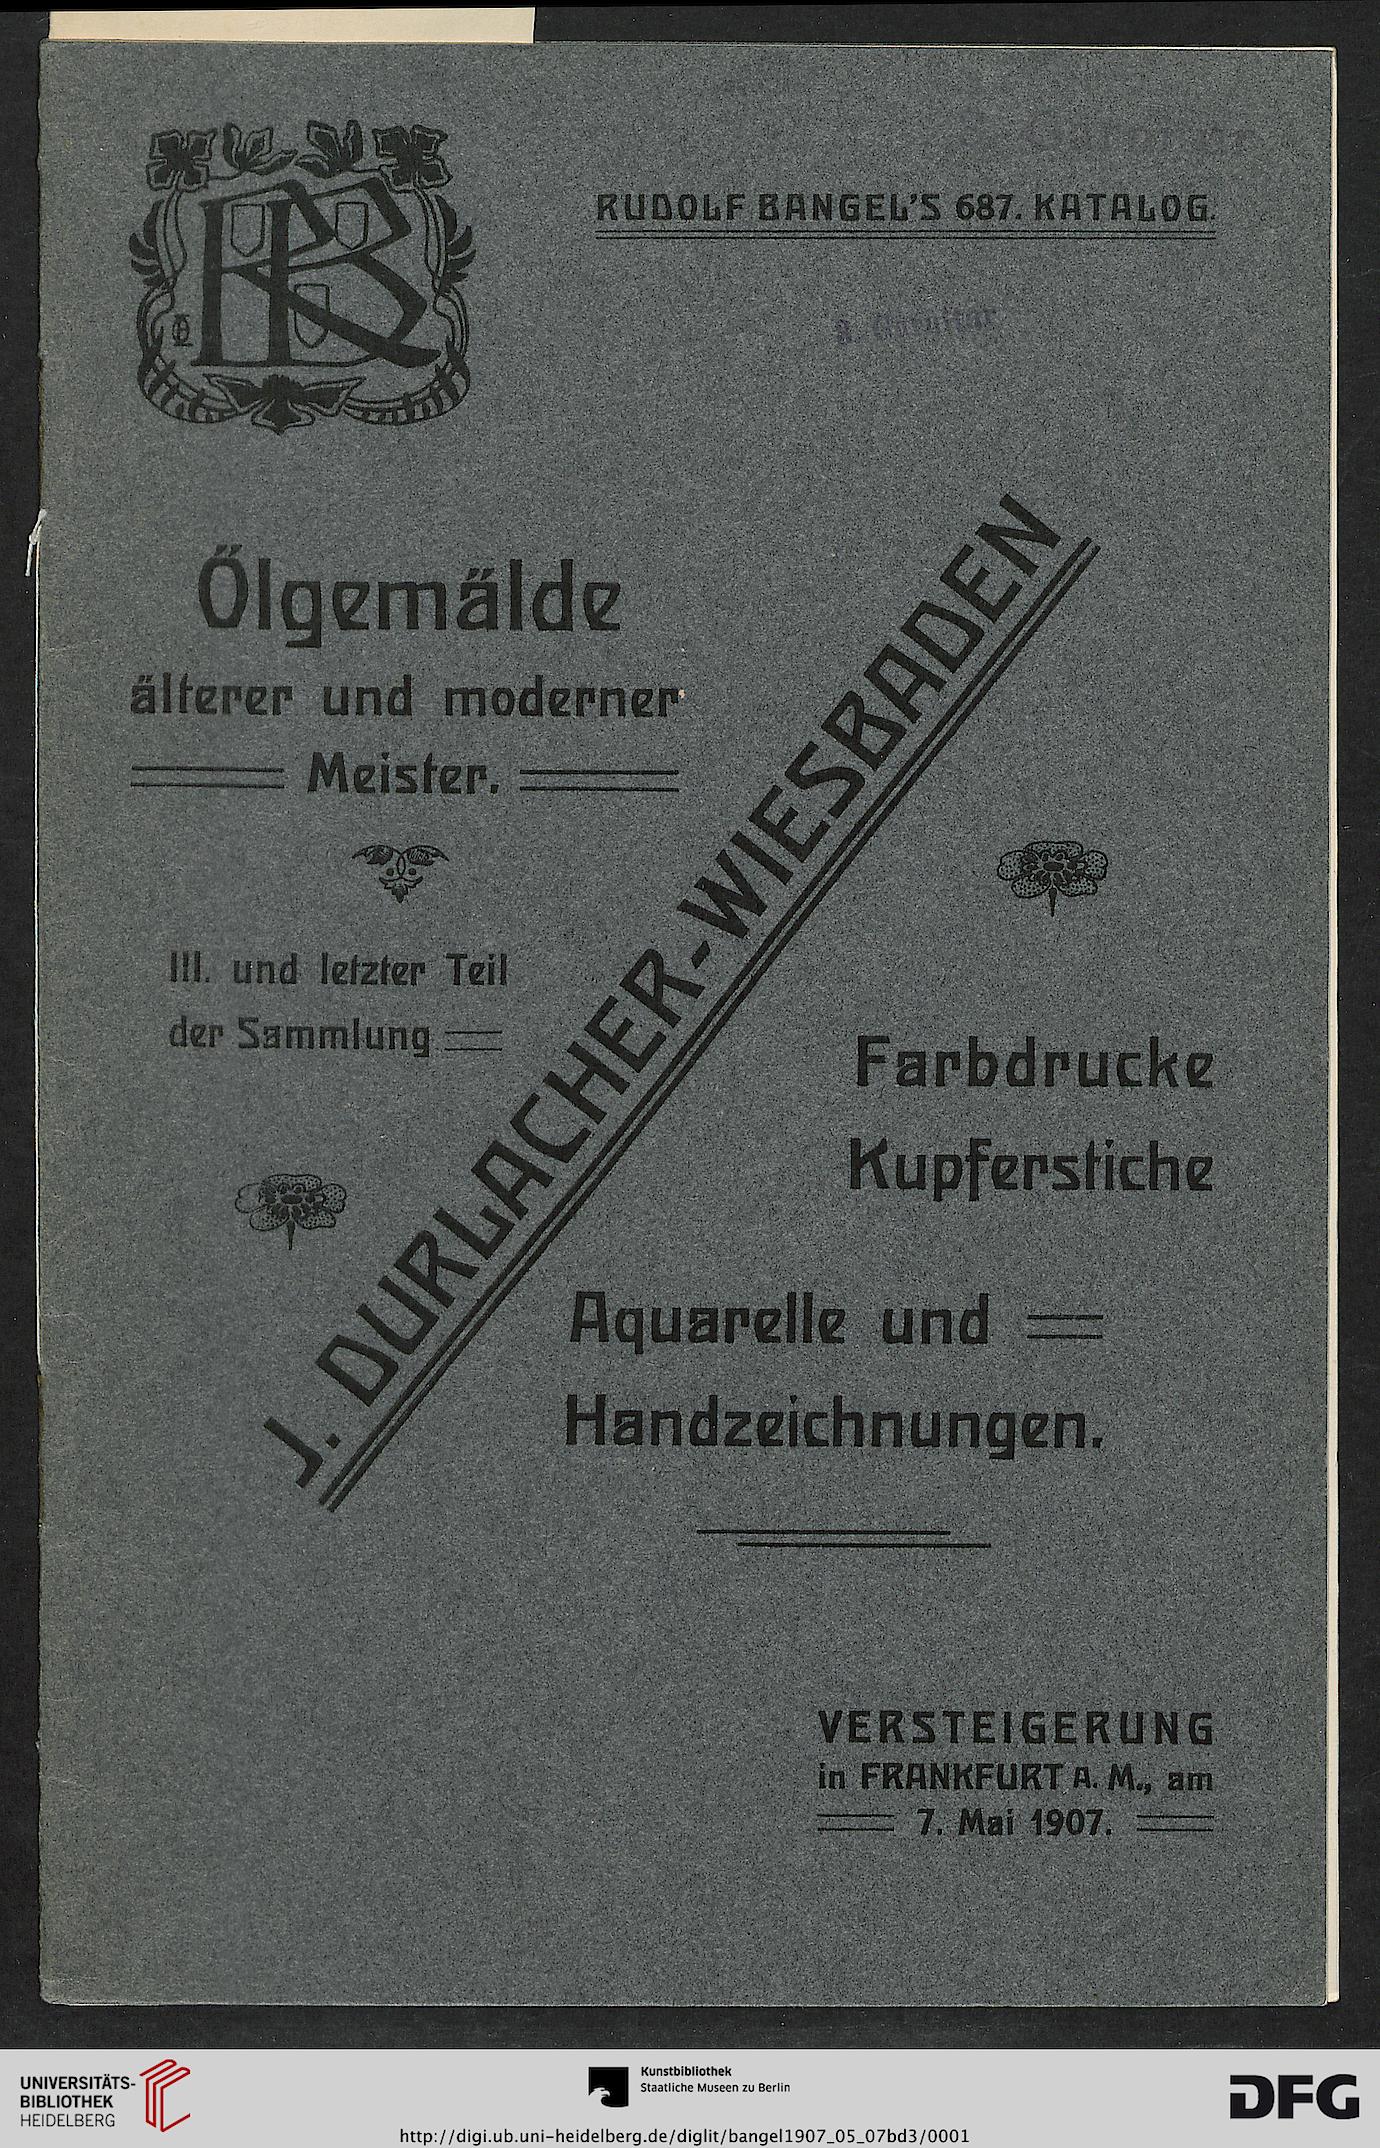 RUDOLF BANGEL'S 687. KATALOG.
Ölgemälde
älterer und moderner
Meister.
III. und letzter Teil
der Sammlung
J. DURLACHER-WIESBADEN
Farbdrucke
Kupferstiche
Aquarelle und
Handzeichnungen.
VERSTEIGERUNG
in FRANKFURT A. M., am
7. Mai 1907.
UNIVERSITÄTS-
BIBLIOTHEK
HEIDELBERG
Kunstbibliothek
Staatliche Museen zu Berlin
DFG
http://digi.ub.uni-heidelberg.de/diglit/bangel1907_05_07bd3/0001